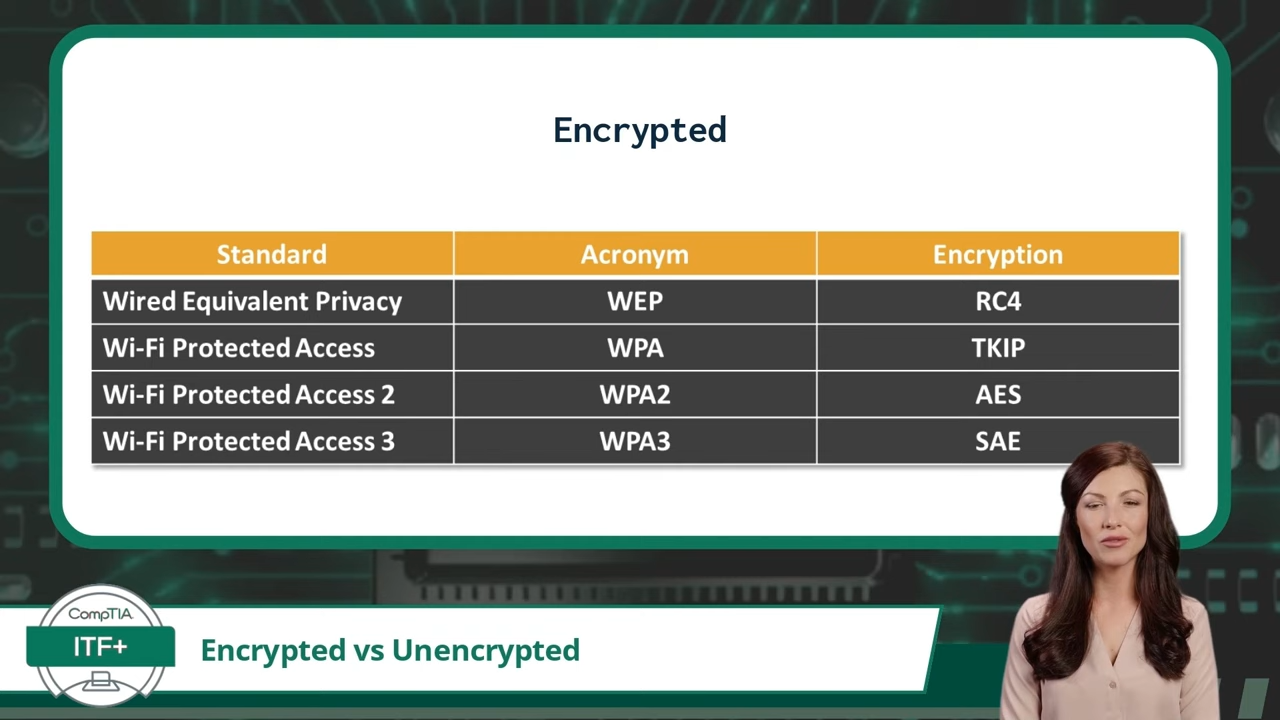 Encrypted
Standard Acronym Encryption
Wired Equivalent Privacy WEP RC4
Wi-Fi Protected Access WPA TKIP
Wi-Fi Protected Access 2 WPA2 AES
Wi-Fi Protected Access 3 WPA3 SAE
CompTIA.
ITF+
Encrypted vs Unencrypted